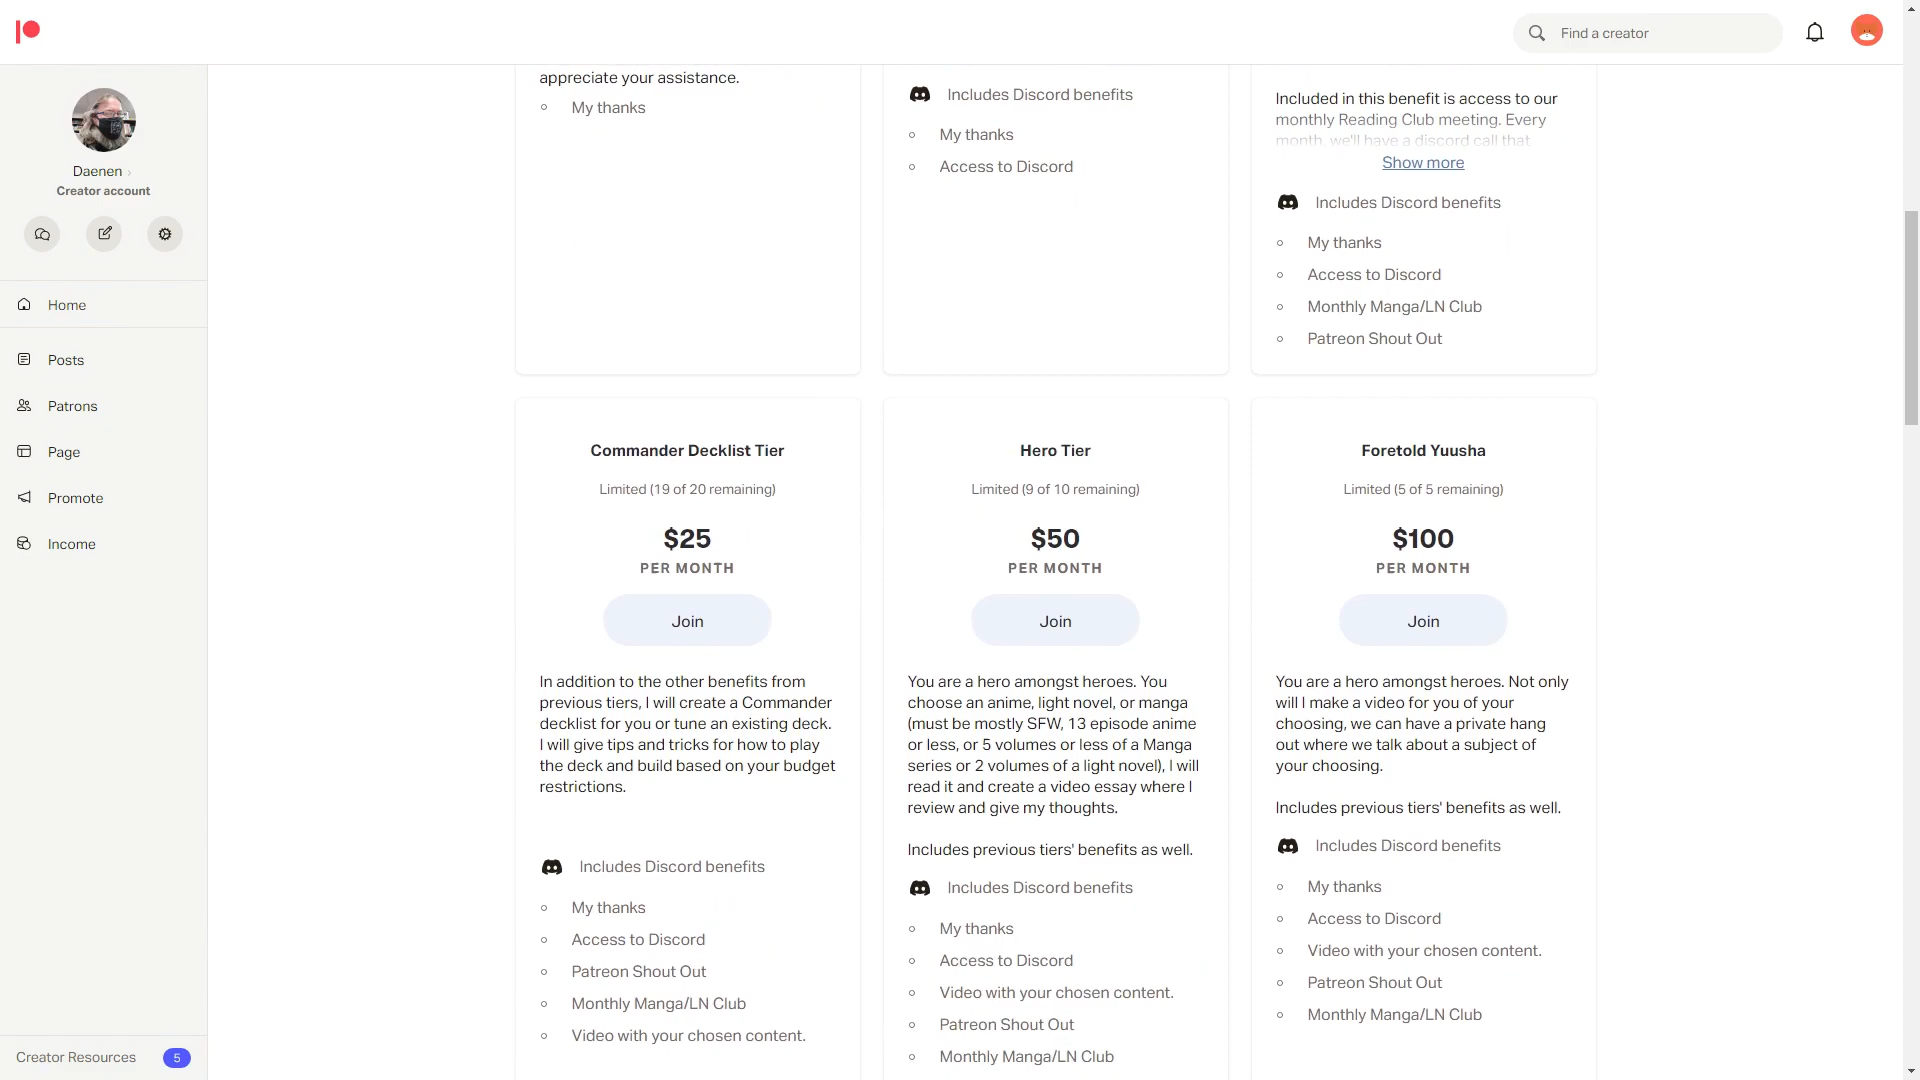 Find a creator
Daenen
Creator account
Home
Posts
Patrons
Page
Promote
Income
Creator Resources
5
appreciate your assistance.
My thanks
Includes Discord benefits
My thanks
Access to Discord
Included in this benefit is access to our
monthly Reading Club meeting. Every
month, we'll have a discord call that
Show more
Includes Discord benefits
My thanks
Access to Discord
Monthly Manga/LN Club
Patreon Shout Out
Commander Decklist Tier
Limited (19 of 20 remaining)
$25
PER MONTH
Join
In addition to the other benefits from
previous tiers, I will create a Commander
decklist for you or tune an existing deck.
I will give tips and tricks for how to play
the deck and build based on your budget
restrictions.
Includes Discord benefits
My thanks
Access to Discord
Patreon Shout Out
Monthly Manga/LN Club
Video with your chosen content.
Hero Tier
Limited (9 of 10 remaining)
$50
PER MONTH
Join
You are a hero amongst heroes. You
choose an anime, light novel, or manga
(must be mostly SFW, 13 episode anime
or less, or 5 volumes or less of a Manga
series or 2 volumes of a light novel), I will
read it and create a video essay where I
review and give my thoughts.
Includes previous tiers' benefits as well.
Includes Discord benefits
My thanks
Access to Discord
Video with your chosen content.
Patreon Shout Out
Monthly Manga/LN Club
Foretold Yuusha
Limited (5 of 5 remaining)
$100
PER MONTH
Join
You are a hero amongst heroes. Not only
will I make a video for you of your
choosing, we can have a private hang
out where we talk about a subject of
your choosing.
Includes previous tiers' benefits as well.
Includes Discord benefits
My thanks
Access to Discord
Video with your chosen content.
Patreon Shout Out
Monthly Manga/LN Club